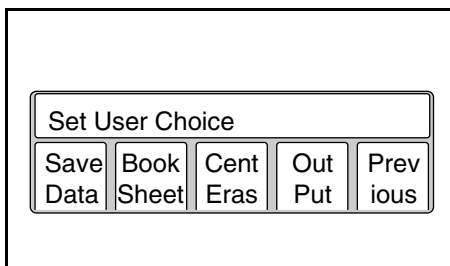 Set User Choice
Save Book Cent Out Prev
Data Sheet Eras Put ious